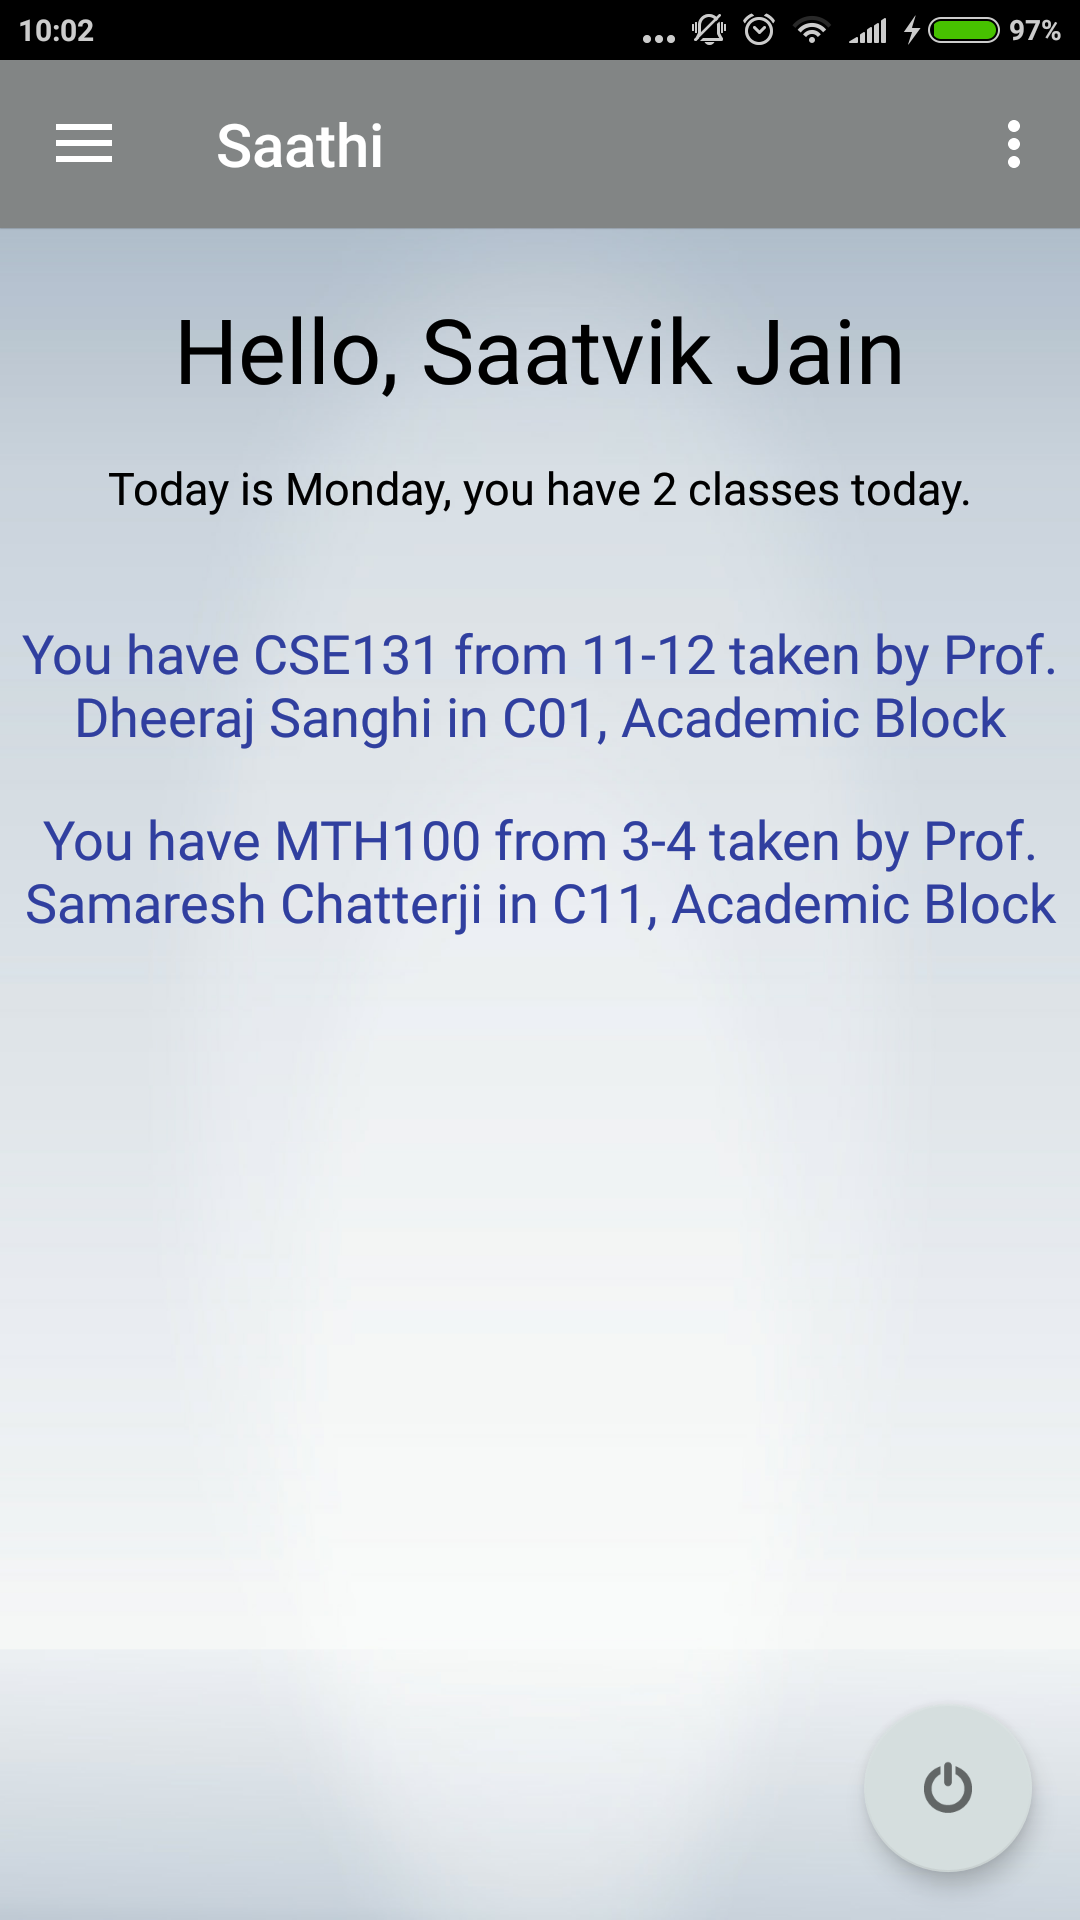 10:02
97%
Saathi
Hello, Saatvik Jain
Today is Monday, you have 2 classes today.
You have CSE131 from 11-12 taken by Prof.
Dheeraj Sanghi in C01, Academic Block
You have MTH100 from 3-4 taken by Prof.
Samaresh Chatterji in C11, Academic Block